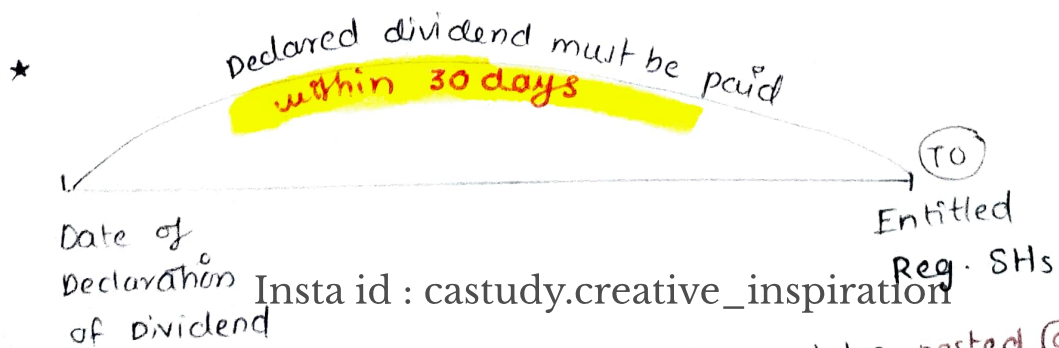 ★ Declared dividend must be paid
within 30 days
TO
Date of
Declaration
of Dividend
Entitled
Reg. SHs
Insta id : castudy.creative_inspiration
posted